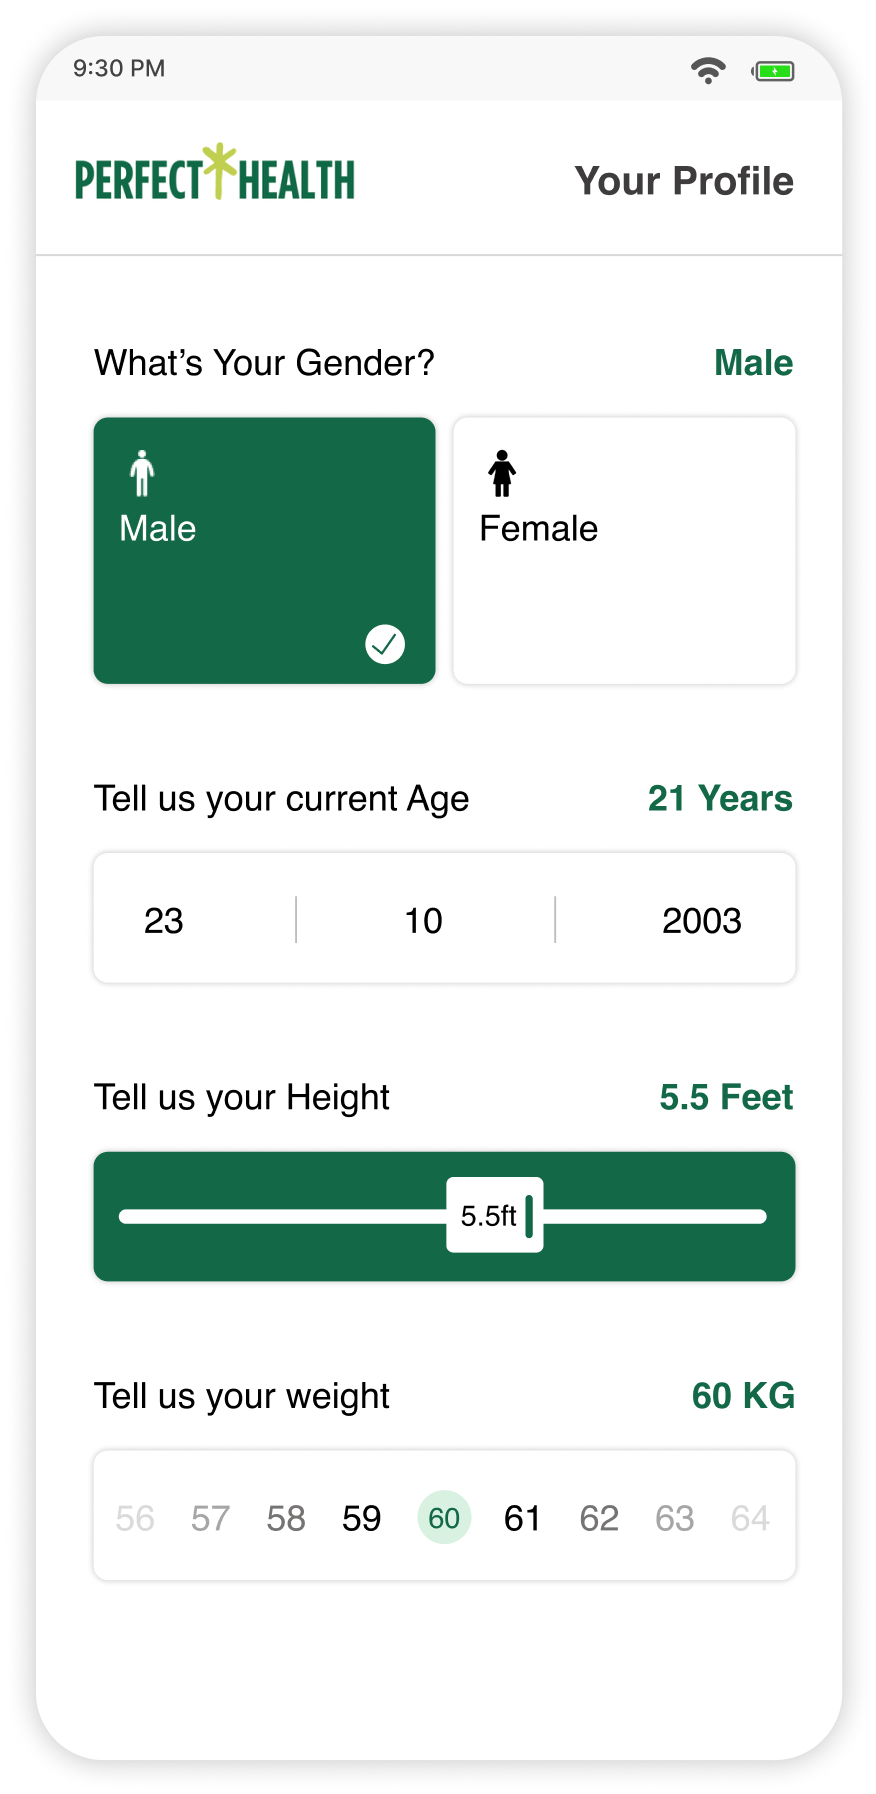 9:30 PM
PERFECT HEALTH
Your Profile
What’s Your Gender?
Male
Male
Female
Tell us your current Age
21 Years
23
10
2003
Tell us your Height
5.5 Feet
5.5ft
Tell us your weight
60 KG
56 57 58 59 60 61 62 63 64